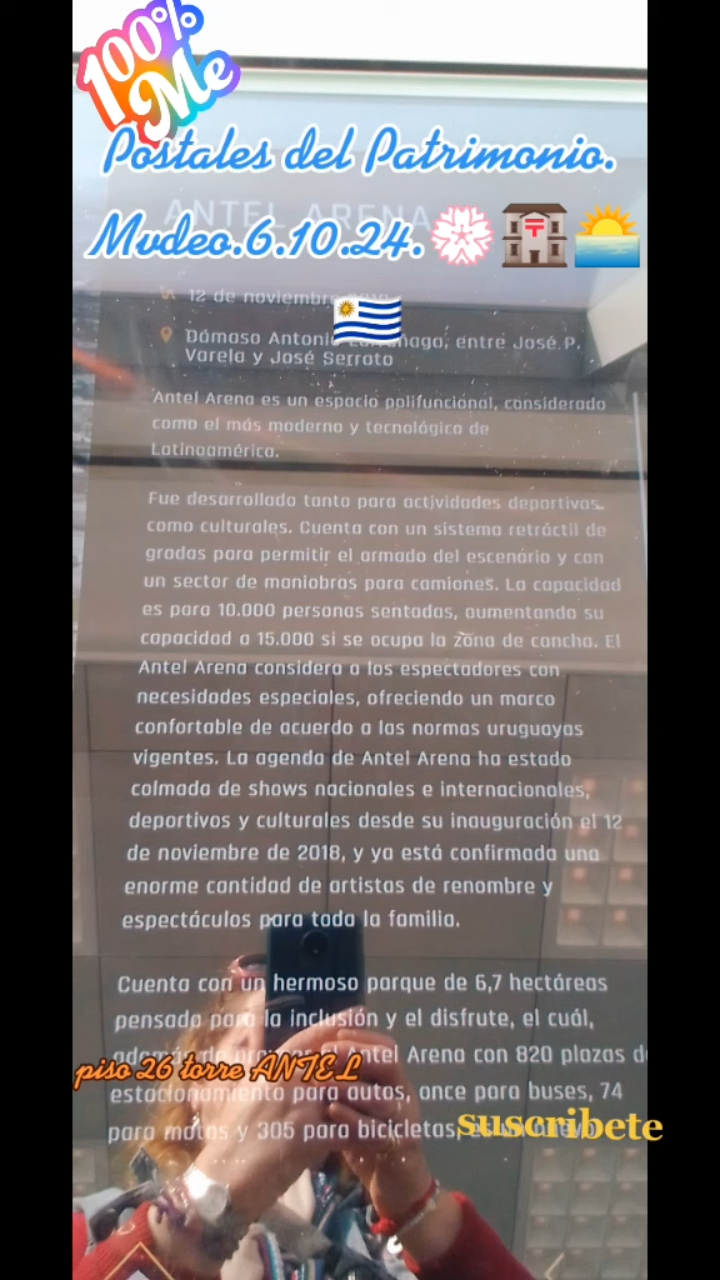 100%
Me
Postales del Patrimonio.
ANTEL ARENA
Mvdeo.6.10.24.
12 de noviembre
Dámaso Antonio entre José P.
Varela y José Serrato
Antel Arena es un espacio polifuncional, considerado
como el más moderno y tecnológico de
Latinoamérica.
Fue desarrollado tanto para actividades deportivas
como culturales. Cuenta con un sistema retráctil de
gradas para permitir el armado del escenario y con
un sector de maniobras para camiones. La capacidad
es para 10.000 personas sentadas, aumentando su
capacidad a 15.000 si se ocupa la zona de cancha. El
Antel Arena considera a los espectadores con
necesidades especiales, ofreciendo un marco
confortable de acuerdo a las normas uruguayas
vigentes. La agenda de Antel Arena ha estado
colmada de shows nacionales e internacionales,
deportivos y culturales desde su inauguración el 12
de noviembre de 2018, y ya está confirmada una
enorme cantidad de artistas de renombre y
espectáculos para toda la familia.
Cuenta con un hermoso parque de 6,7 hectáreas
pensado para la inclusión y el disfrute, el cuál,
Antel Arena con 820 plazas
piso 26 torre ANTEL
estacionamiento para autos, once para buses, 74
para motos y 305 para bicicletas,
suscribete